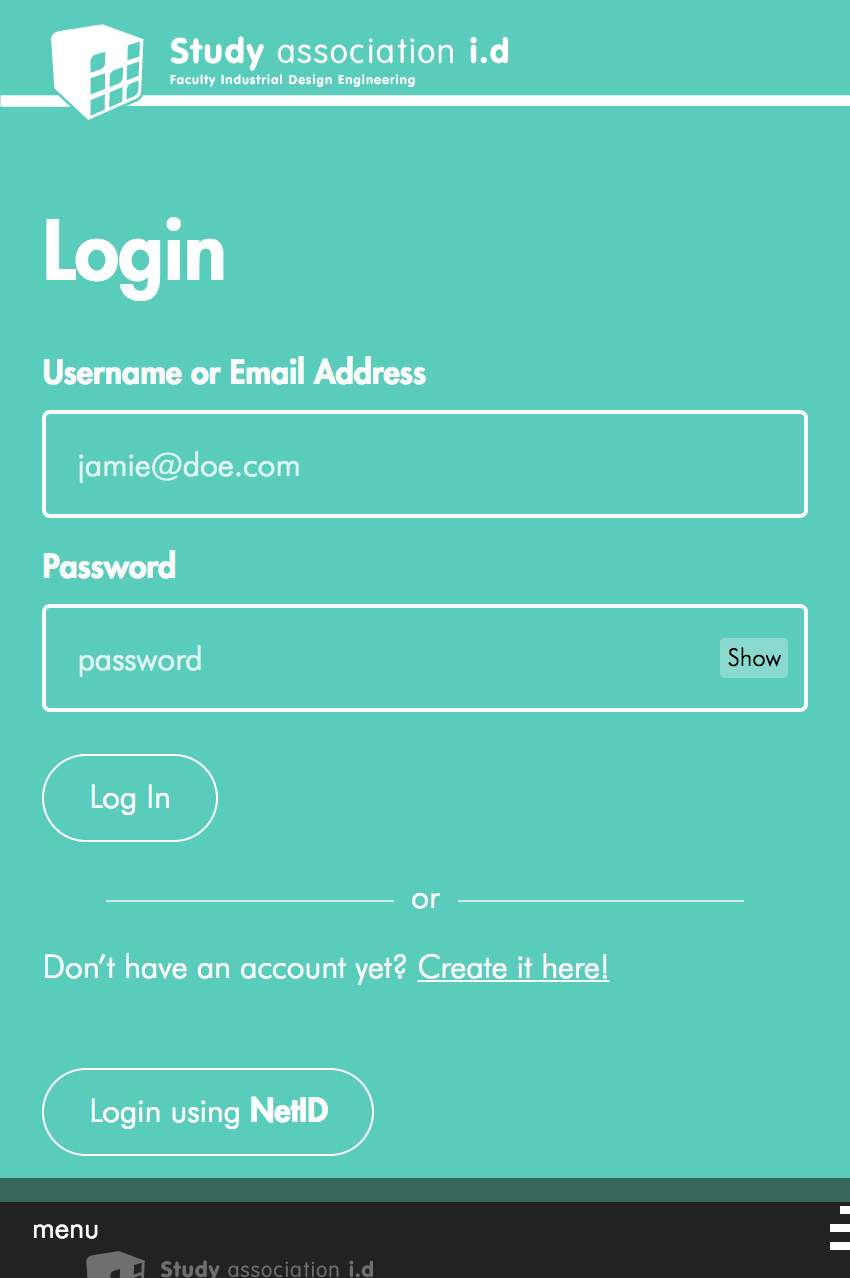 Study association i.d
Faculty Industrial Design Engineering
Login
Username or Email Address
jamie@doe.com
Password
password
Show
Log In
or
Don't have an account yet? Create it here!
Login using NetID
menu
Study association i.d